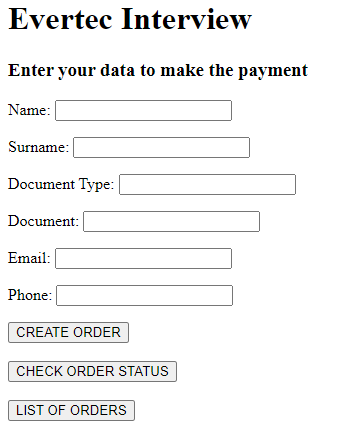 Evertec Interview
Enter your data to make the payment
Name:
Surname:
Document Type:
Document:
Email:
Phone:
CREATE ORDER
CHECK ORDER STATUS
LIST OF ORDERS